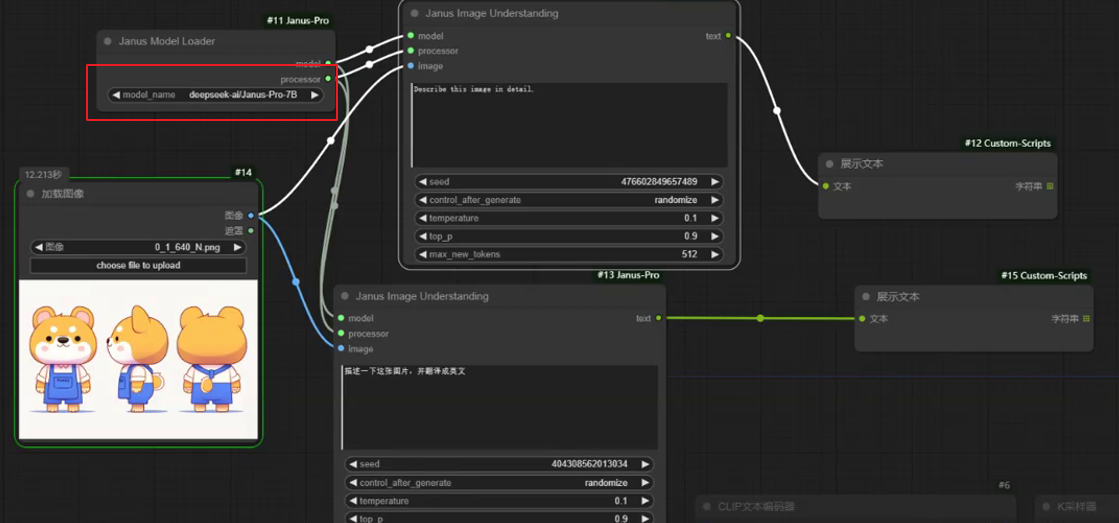 #11 Janus-Pro
Janus Model Loader
model
processor
model_name deepseek-ai/Janus-Pro-7B
Janus Image Understanding
model
text
processor
image
Describe this image in detail.
seed 476602849657489
control_after_generate randomize
temperature 0.1
top_p 0.9
max_new_tokens 512
#12 Custom-Scripts
展示文本
文本
字符串
12.213秒
#14
加载图像
图像
遮罩
图像 0_1_640_N.png
choose file to upload
#13 Janus-Pro
Janus Image Understanding
model
text
processor
image
描述一下这张图片，并翻译成英文
seed 404308562013034
control_after_generate randomize
temperature 0.1
top_p 0.9
#15 Custom-Scripts
展示文本
文本
字符串
#6
CLIP文本编码器
K采样器